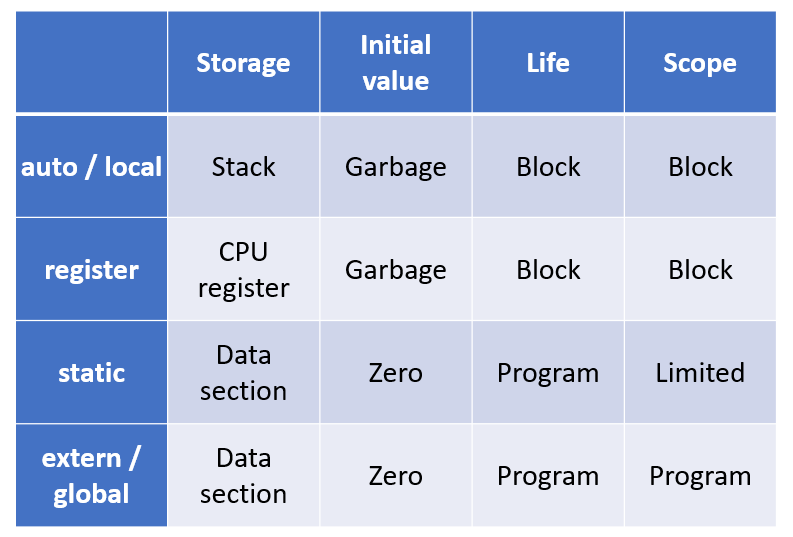 Storage
Initial
value
Life
Scope
auto / local
Stack
Garbage
Block
Block
register
CPU
register
Garbage
Block
Block
static
Data
section
Zero
Program
Limited
extern /
global
Data
section
Zero
Program
Program